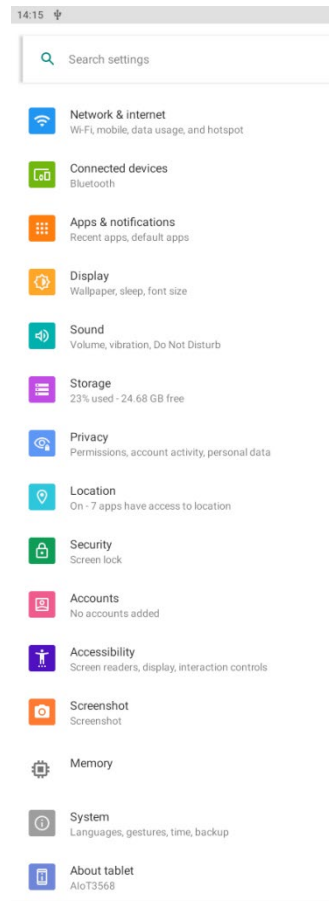 14:15
Search settings
Network & internet
Wi-Fi, mobile, data usage, and hotspot
Connected devices
Bluetooth
Apps & notifications
Recent apps, default apps
Display
Wallpaper, sleep, font size
Sound
Volume, vibration, Do Not Disturb
Storage
23% used - 24.68 GB free
Privacy
Permissions, account activity, personal data
Location
On - 7 apps have access to location
Security
Screen lock
Accounts
No accounts added
Accessibility
Screen readers, display, interaction controls
Screenshot
Screenshot
Memory
System
Languages, gestures, time, backup
About tablet
AIoT3568